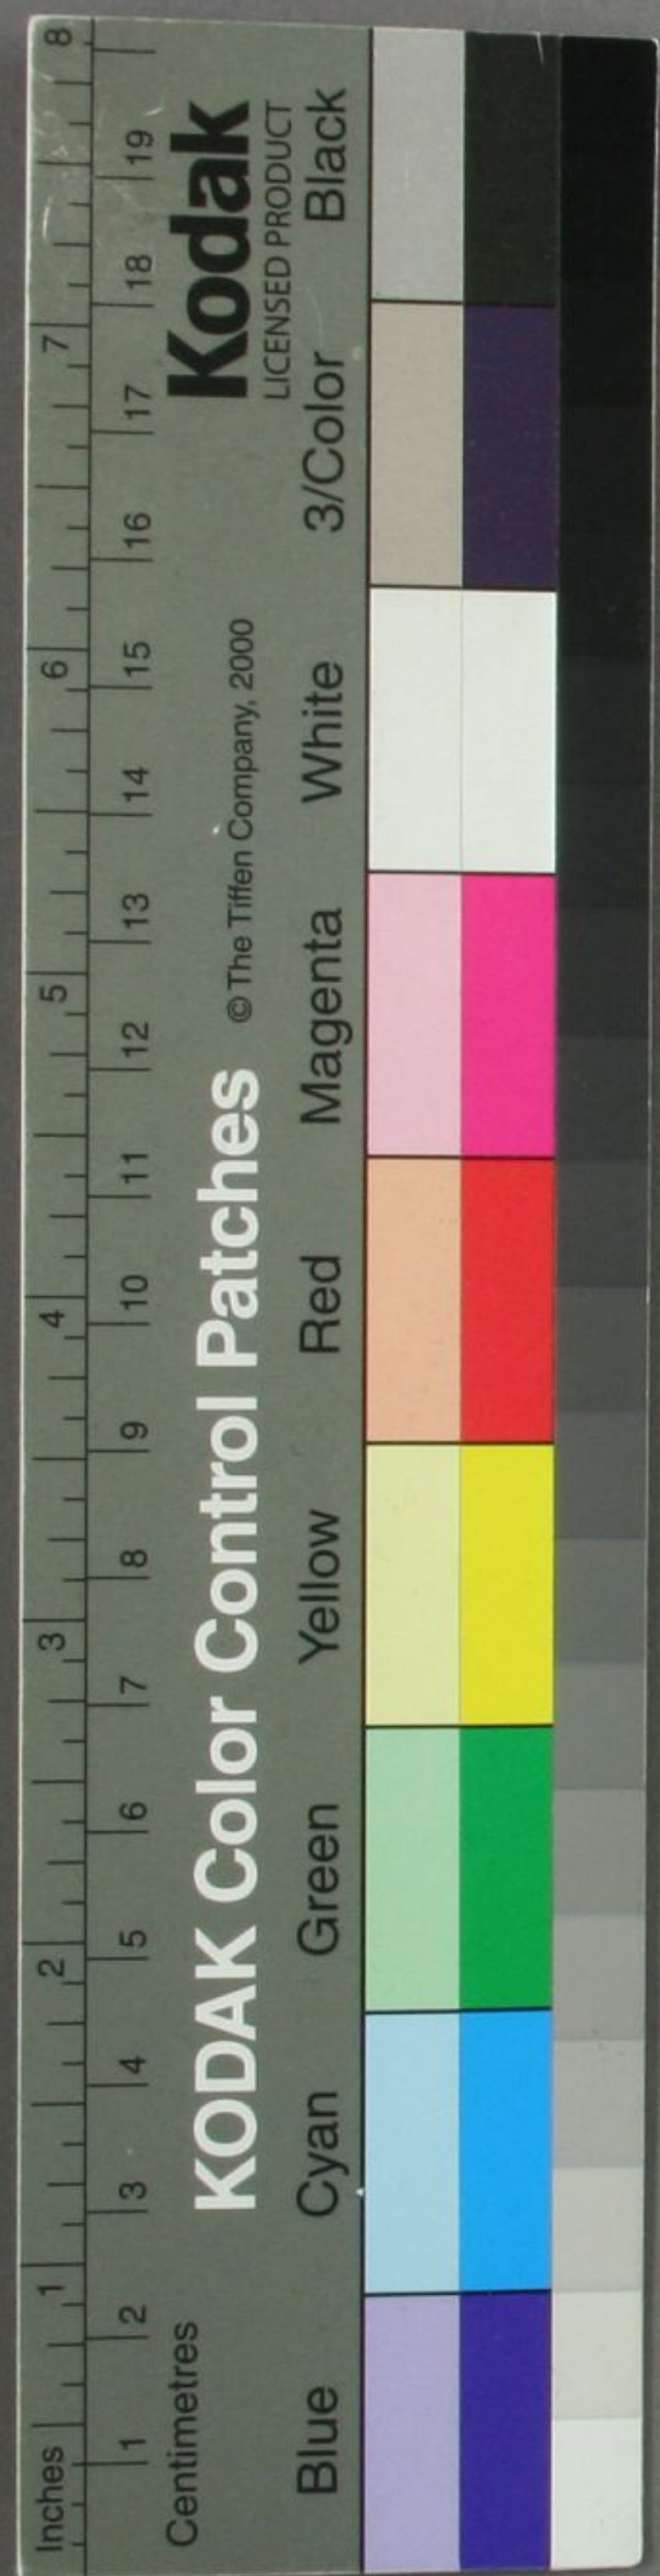 Inches 1 2 3 4 5 6 7 8
1 2 3 4 5 6 7 8 9 10 11 12 13 14 15 16 17 18 19
Centimetres
KODAK Color Control Patches © The Tiffen Company, 2000
Kodak
LICENSED PRODUCT
Blue Cyan Green Yellow Red Magenta White 3/Color Black